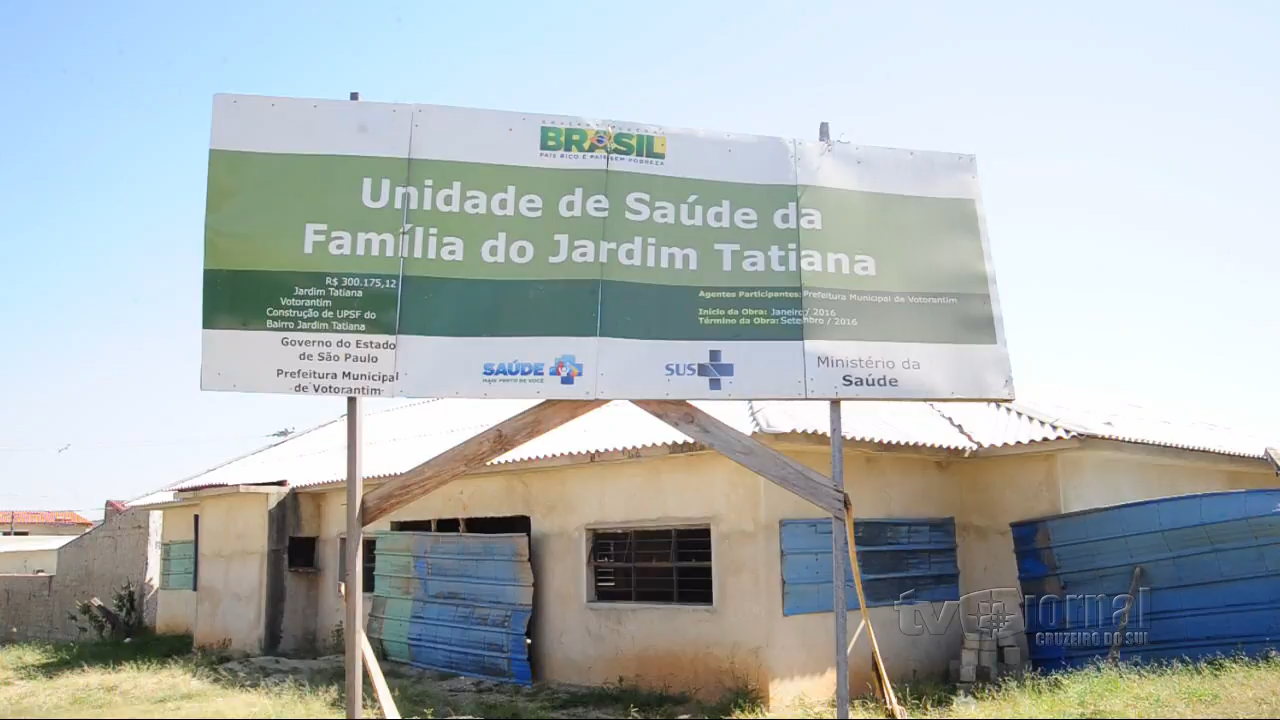 GOVERNO FEDERAL
BRASIL
PAÍS RICO É PAÍS SEM POBREZA
Unidade de Saúde da
Família do Jardim Tatiana
R$ 300.175,12
Jardim Tatiana
Votorantim
Construção de UPSF do
Bairro Jardim Tatiana
Agentes Participantes: Prefeitura Municipal de Votorantim
Início da Obra: Janeiro / 2016
Término da Obra: Setembro / 2016
Governo do Estado
de São Paulo
Prefeitura Municipal
de Votorantim
SAÚDE
MAIS PERTO DE VOCÊ
SUS
Ministério da
Saúde
tv jornal
CRUZEIRO DO SUL